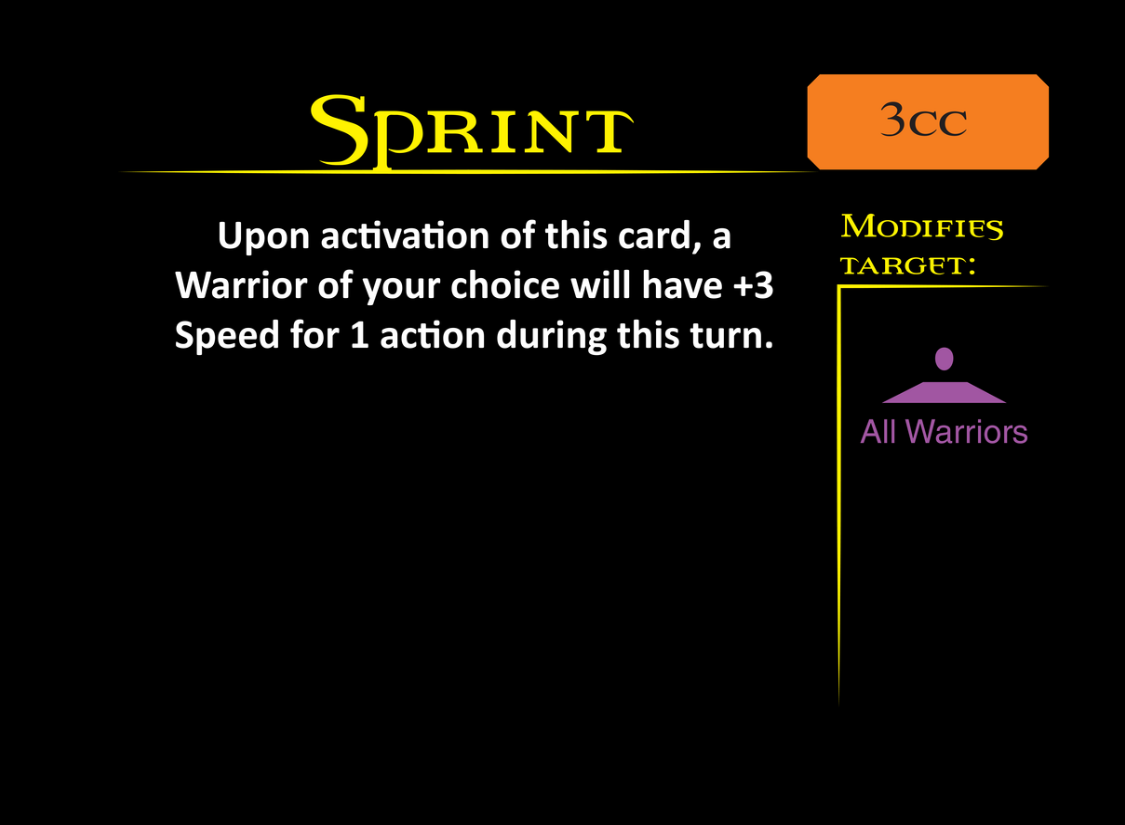 Sprint
3cc
Upon activation of this card, a
Warrior of your choice will have +3
Speed for 1 action during this turn.
Modifies
target:
All Warriors